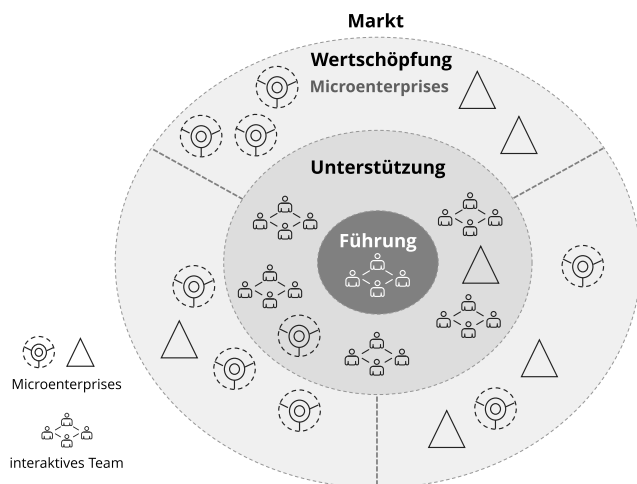 Markt
Wertschöpfung
Microenterprises
Unterstützung
Führung
Microenterprises
interaktives Team